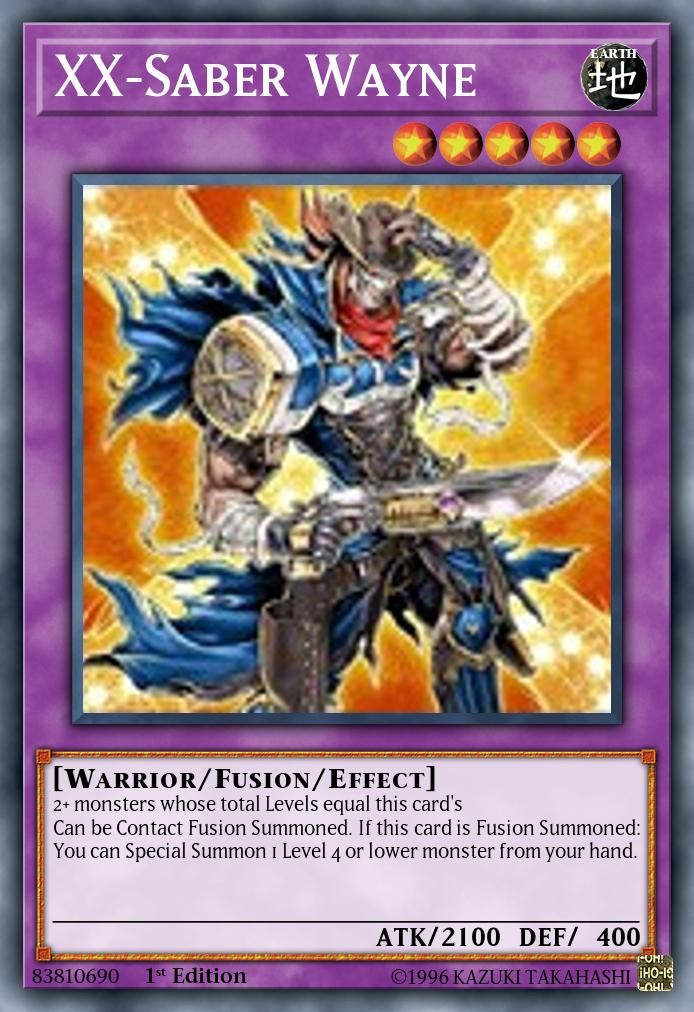 XX-Saber Wayne
EARTH
地
[Warrior/Fusion/Effect]
2+ monsters whose total Levels equal this card's
Can be Contact Fusion Summoned. If this card is Fusion Summoned:
You can Special Summon 1 Level 4 or lower monster from your hand.
ATK/2100 DEF/ 400
83810690 1st Edition ©1996 KAZUKI TAKAHASHI